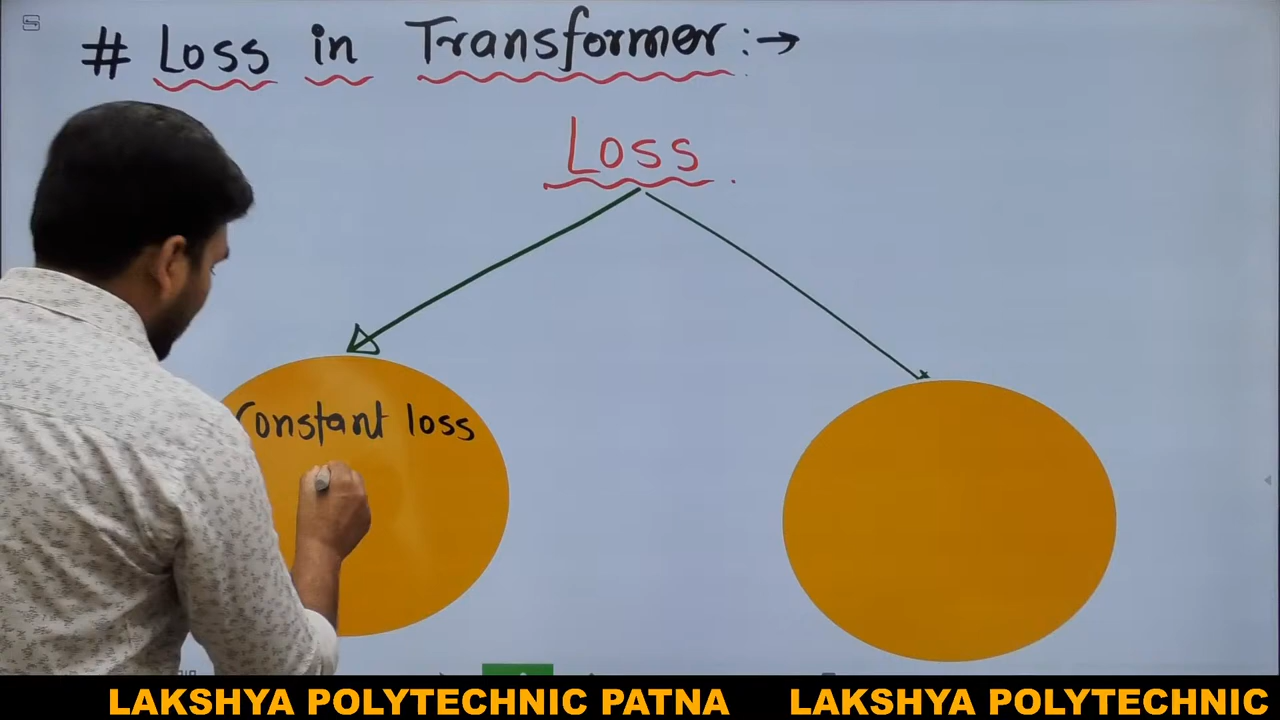 # Loss in Transformer:→
Loss
Constant loss
LAKSHYA POLYTECHNIC PATNA LAKSHYA POLYTECHNIC